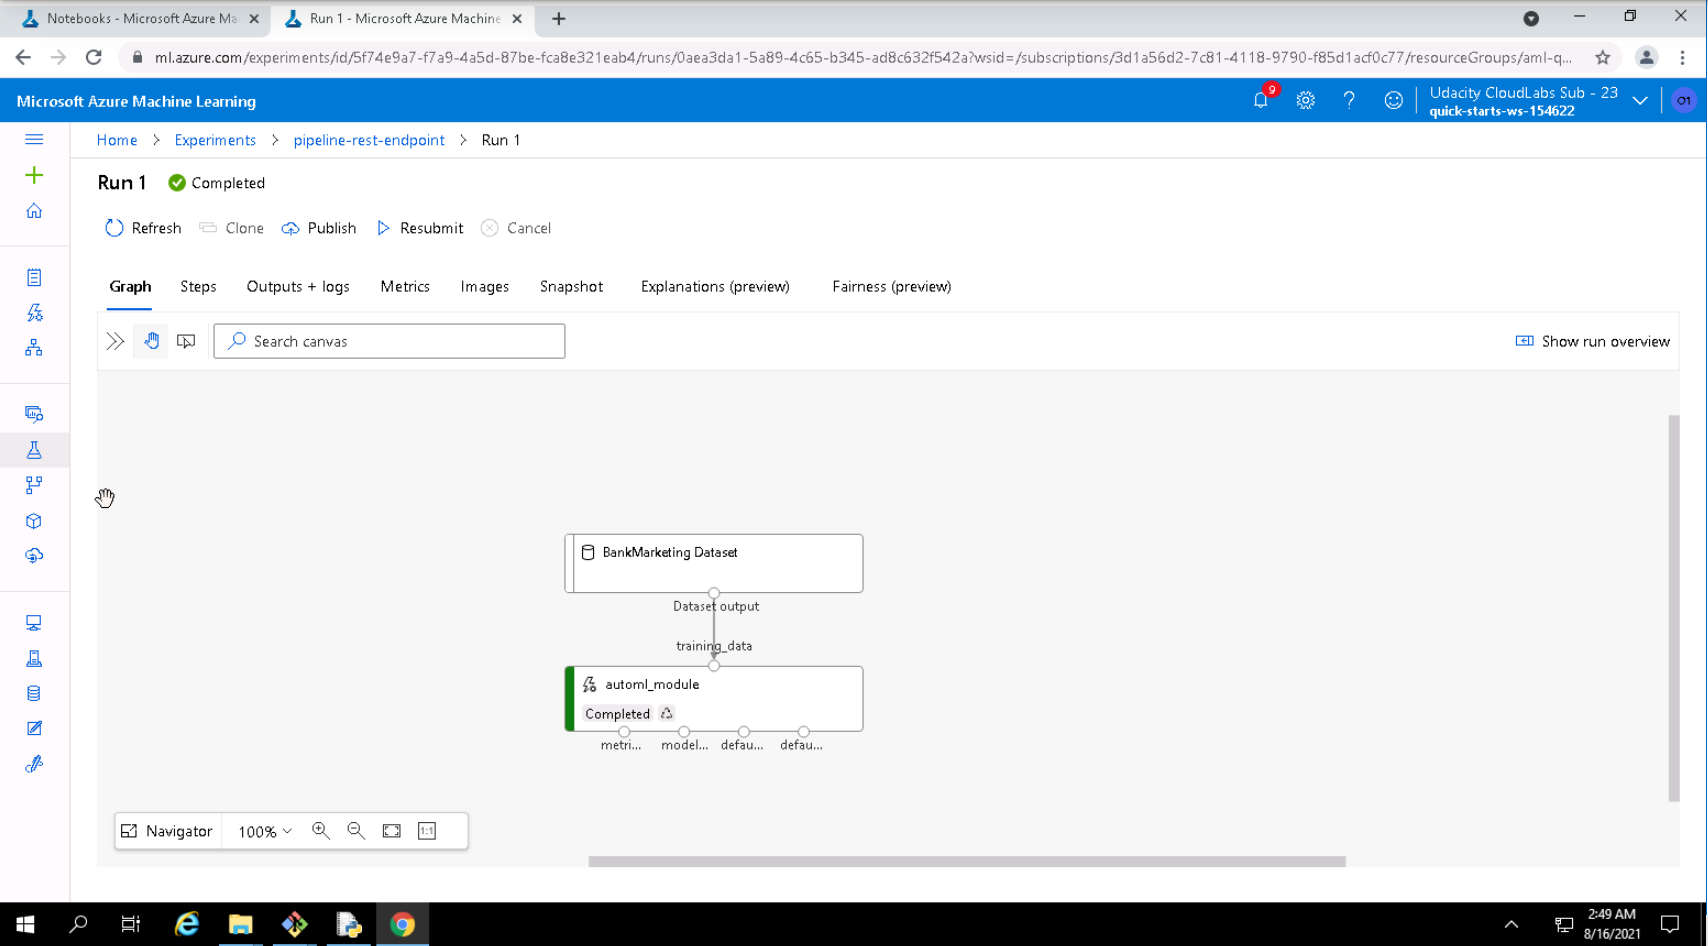 Notebooks - Microsoft Azure Ma
Run 1 - Microsoft Azure Machine
ml.azure.com/experiments/id/5f74e9a7-f7a9-4a5d-87be-fca8e321eab4/runs/0aea3da1-5a89-4c65-b345-ad8c632f542a?wsid=/subscriptions/3d1a56d2-7c81-4118-9790-f85d1acf0c77/resourceGroups/aml-q...
Microsoft Azure Machine Learning
9
?
Udacity CloudLabs Sub - 23
quick-starts-ws-154622
O1
Home > Experiments > pipeline-rest-endpoint > Run 1
Run 1 Completed
Refresh Clone Publish Resubmit Cancel
Graph Steps Outputs + logs Metrics Images Snapshot Explanations (preview) Fairness (preview)
Search canvas
Show run overview
BankMarketing Dataset
Dataset output
training_data
automl_module
Completed
metri... model... defau... defau...
Navigator 100% 1:1
2:49 AM
8/16/2021